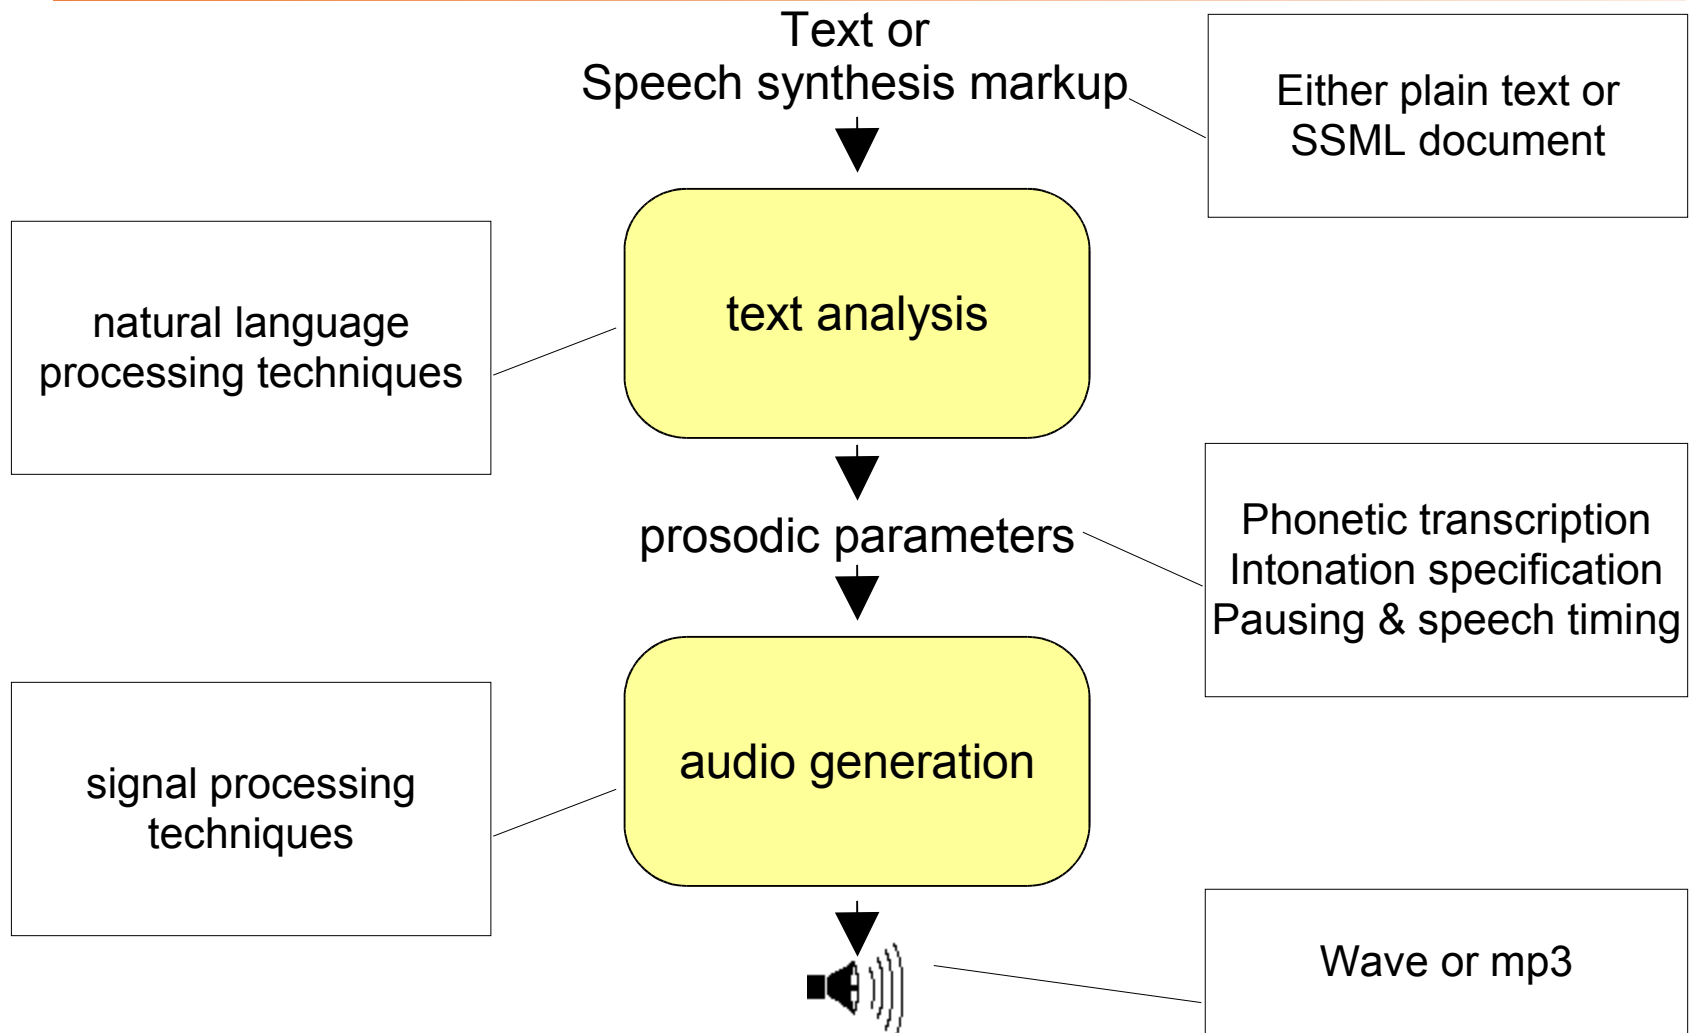 Text or
Speech synthesis markup
Either plain text or
SSML document
natural language
processing techniques
text analysis
prosodic parameters
Phonetic transcription
Intonation specification
Pausing & speech timing
signal processing
techniques
audio generation
Wave or mp3